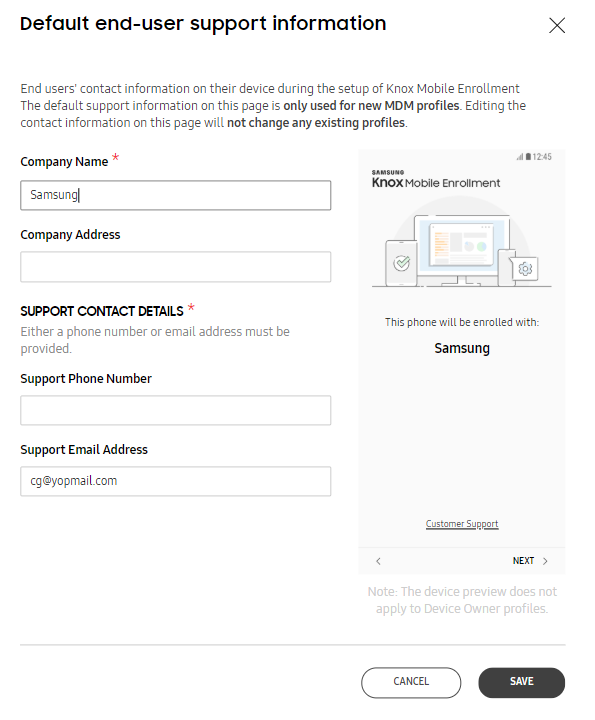 Default end-user support information
End users' contact information on their device during the setup of Knox Mobile Enrollment
The default support information on this page is only used for new MDM profiles. Editing the
contact information on this page will not change any existing profiles.
Company Name *
Samsung
Company Address
SUPPORT CONTACT DETAILS *
Either a phone number or email address must be
provided.
Support Phone Number
Support Email Address
cg@yopmail.com
12:45
SAMSUNG
Knox Mobile Enrollment
This phone will be enrolled with:
Samsung
Customer Support
NEXT
Note: The device preview does not
apply to Device Owner profiles.
CANCEL
SAVE